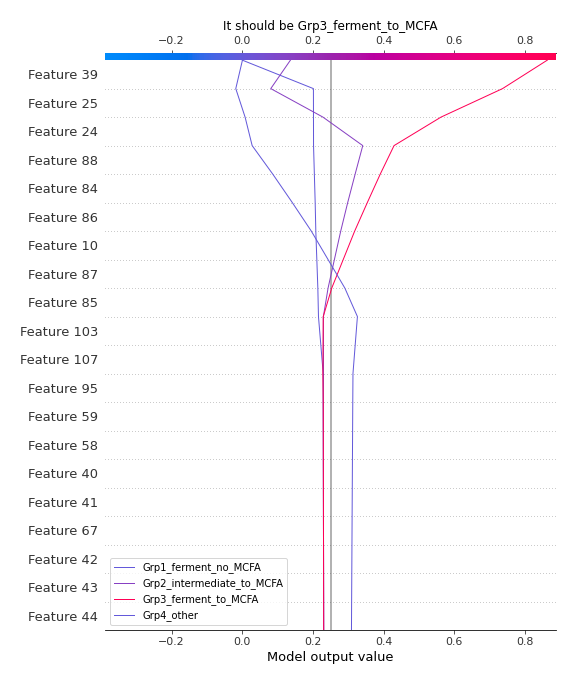 It should be Grp3_ferment_to_MCFA
−0.2 0.0 0.2 0.4 0.6 0.8
Feature 39
Feature 25
Feature 24
Feature 88
Feature 84
Feature 86
Feature 10
Feature 87
Feature 85
Feature 103
Feature 107
Feature 95
Feature 59
Feature 58
Feature 40
Feature 41
Feature 67
Feature 42
Feature 43
Feature 44
Grp1_ferment_no_MCFA
Grp2_intermediate_to_MCFA
Grp3_ferment_to_MCFA
Grp4_other
−0.2 0.0 0.2 0.4 0.6 0.8
Model output value